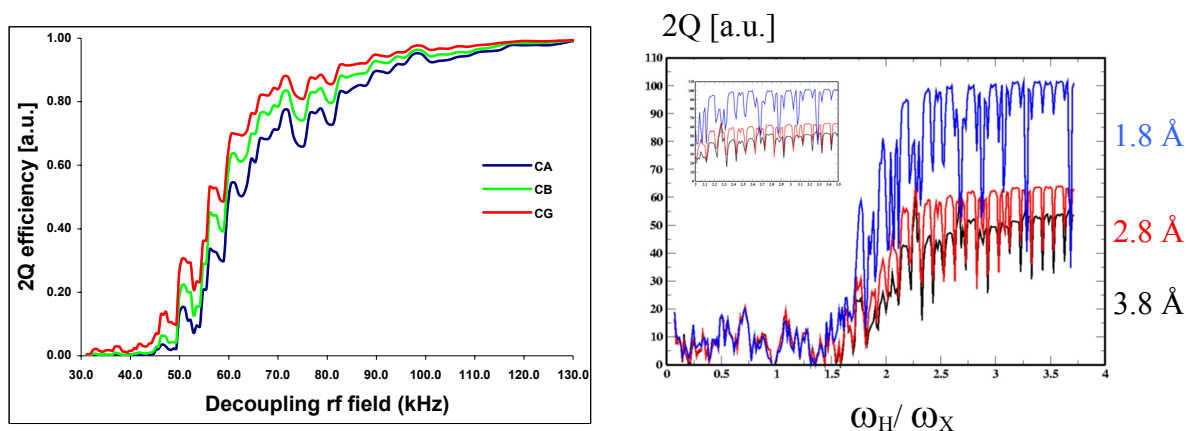 2Q efficiency [a.u.]
1.00
0.80
0.60
0.40
0.20
0.00
CA
CB
CG
30.0 40.0 50.0 60.0 70.0 80.0 90.0 100.0 110.0 120.0 130.0
Decoupling rf field (kHz)
2Q [a.u.]
110
100
90
80
70
60
50
40
30
20
10
0
0 0.5 1 1.5 2 2.5 3 3.5 4
1.8 Å
2.8 Å
3.8 Å
ω_H/ ω_X